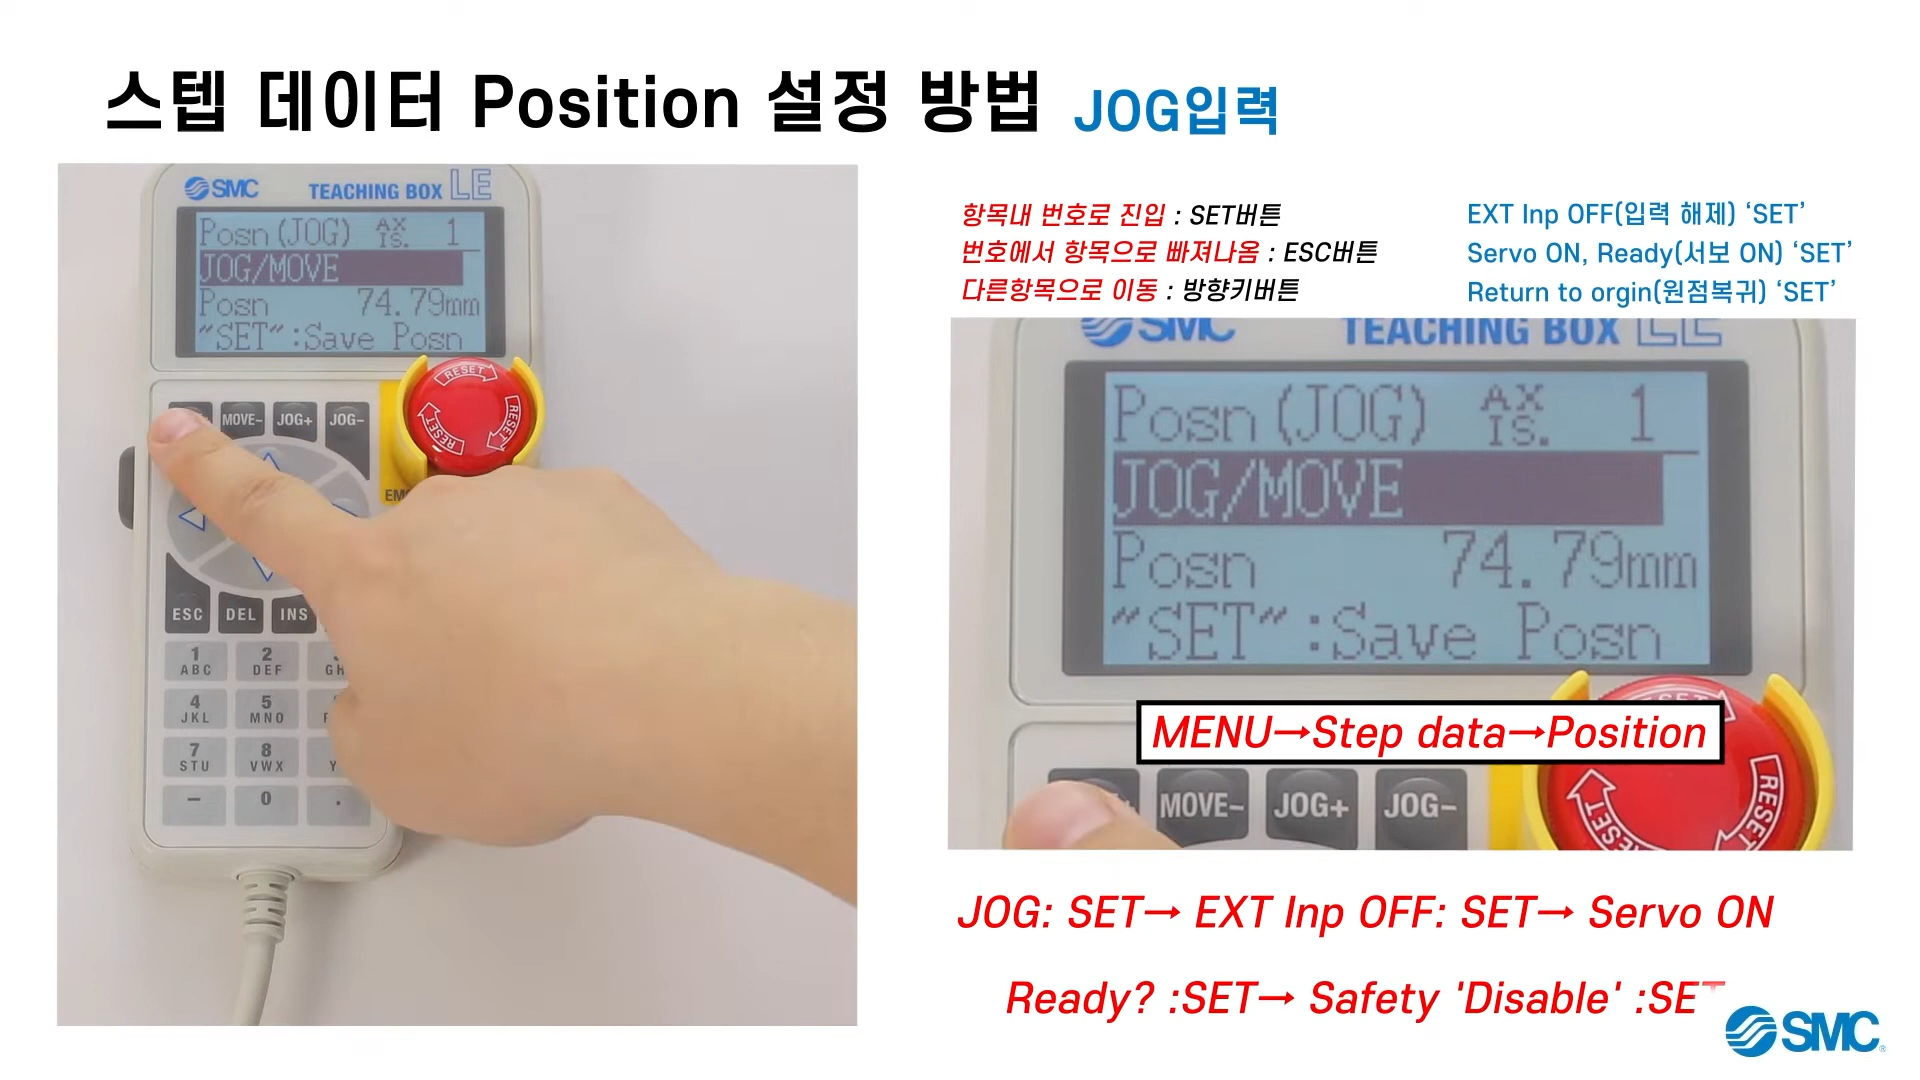 스텝 데이터 Position 설정 방법 JOG입력
SMC TEACHING BOX LE
Posn(JOG) AXIS. 1
JOG/MOVE
Posn 74.79mm
"SET":Save Posn
RESET
RESET
RESET
MOVE- JOG+ JOG-
ESC DEL INS
1 2
ABC DEF
4 5
JKL MNO
7 8
STU VWX
- 0 .
항목내 번호로 진입 : SET버튼
번호에서 항목으로 빠져나옴 : ESC버튼
다른항목으로 이동 : 방향키버튼
EXT Inp OFF(입력 해제) ‘SET’
Servo ON, Ready(서보 ON) ‘SET’
Return to orgin(원점복귀) ‘SET’
SMC TEACHING BOX LE
Posn(JOG) AXIS. 1
JOG/MOVE
Posn 74.79mm
"SET":Save Posn
MENU→Step data→Position
RESET
RESET
MOVE- JOG+ JOG-
JOG: SET→ EXT Inp OFF: SET→ Servo ON
Ready? :SET→ Safety 'Disable' :SET
SMC